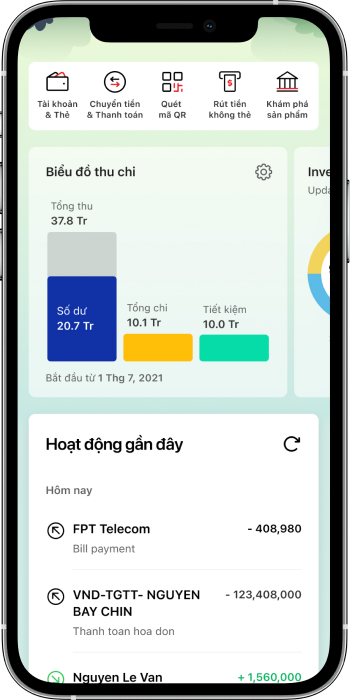 Tài khoản
& Thẻ
Chuyển tiền
& Thanh toán
Quét
mã QR
Rút tiền
không thẻ
Khám phá
sản phẩm
Biểu đồ thu chi
Tổng thu
37.8 Tr
Số dư
20.7 Tr
Tổng chi
10.1 Tr
Tiết kiệm
10.0 Tr
Bắt đầu từ 1 Thg 7, 2021
Inve
Upda
Hoạt động gần đây
Hôm nay
FPT Telecom - 408,980
Bill payment
VND-TGTT- NGUYEN - 123,408,000
BAY CHIN
Thanh toan hoa don
Nguyen Le Van + 1,560,000